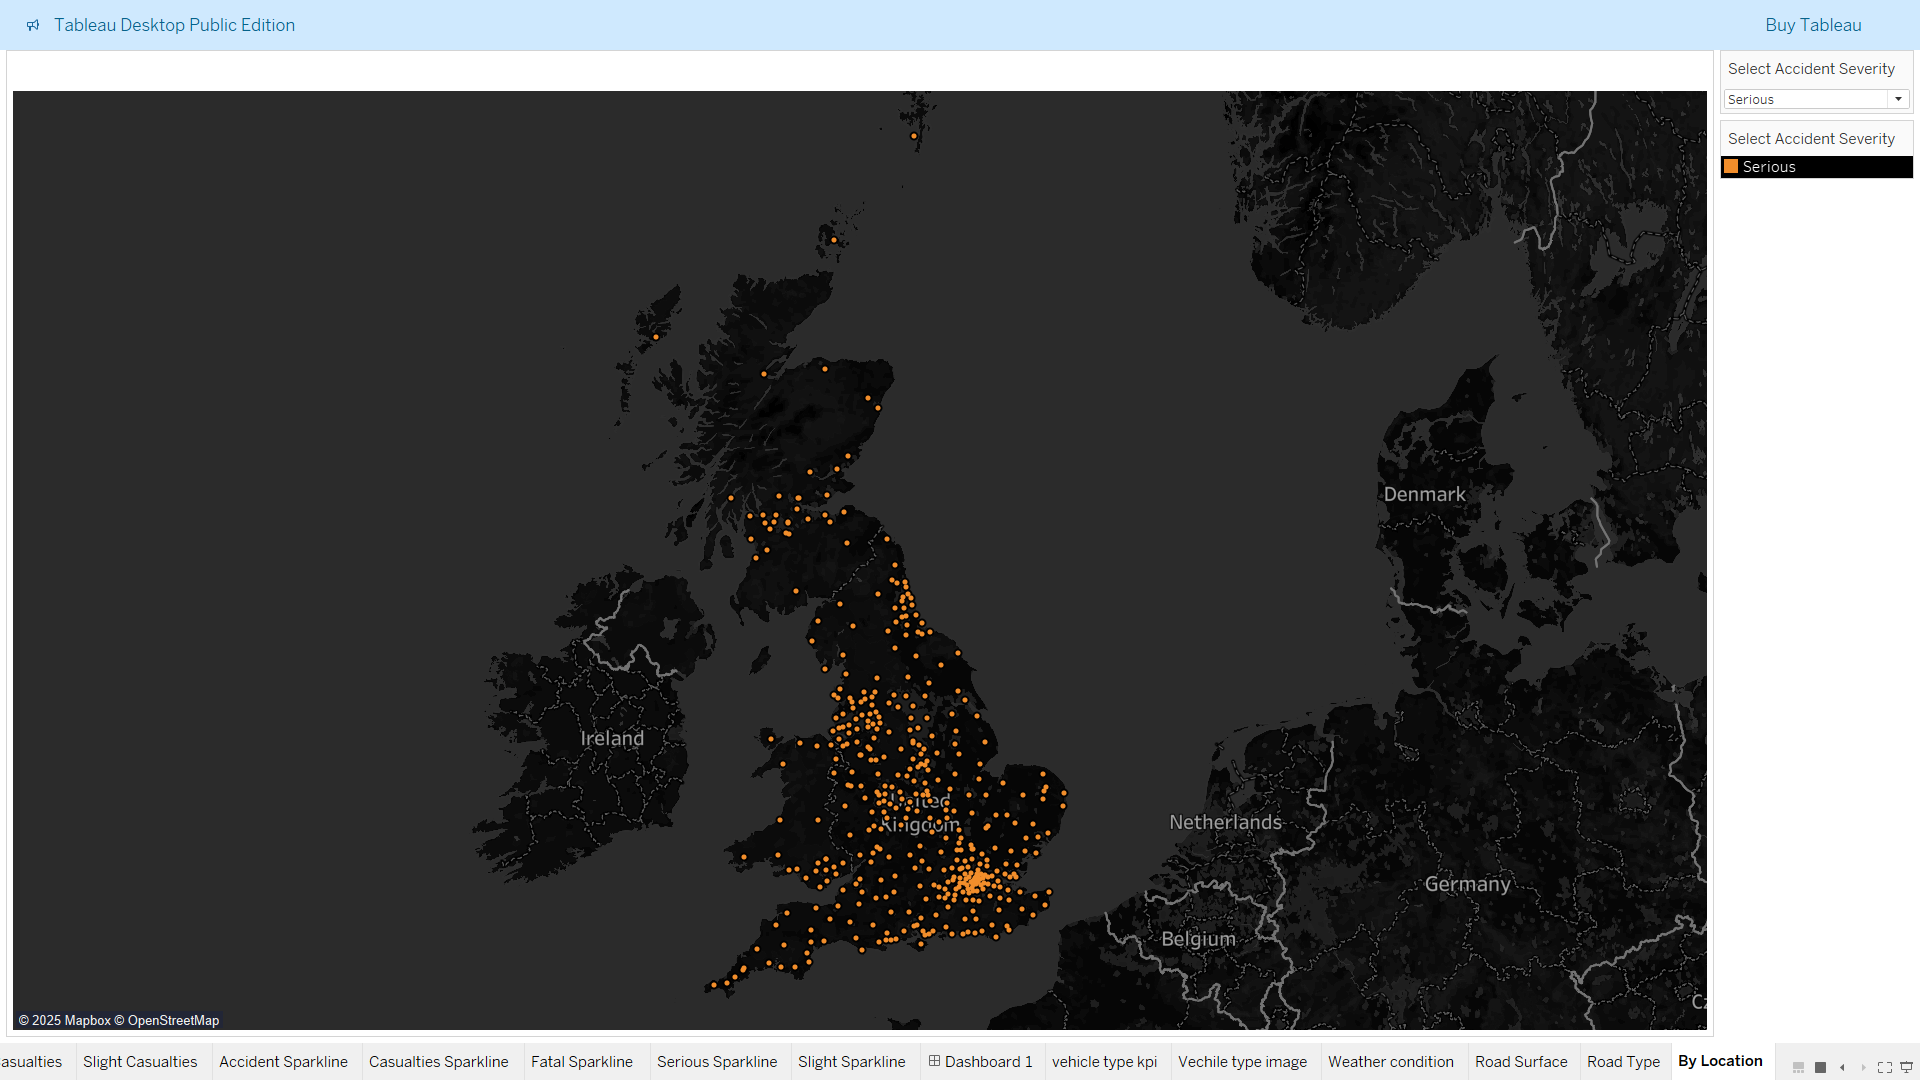 Tableau Desktop Public Edition
Buy Tableau
Select Accident Severity
Serious
Select Accident Severity
Serious
Denmark
Ireland
United
Kingdom
Netherlands
Germany
Belgium
Cz
© 2025 Mapbox © OpenStreetMap
asualties
Slight Casualties
Accident Sparkline
Casualties Sparkline
Fatal Sparkline
Serious Sparkline
Slight Sparkline
Dashboard 1
vehicle type kpi
Vechile type image
Weather condition
Road Surface
Road Type
By Location